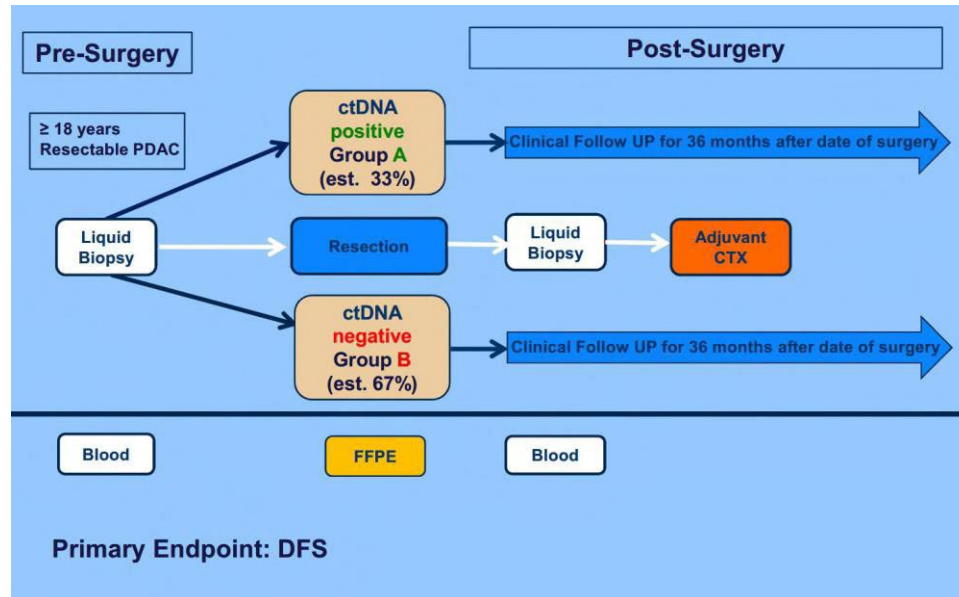 Pre-Surgery
Post-Surgery
≥ 18 years
Resectable PDAC
ctDNA
positive
Group A
(est. 33%)
Clinical Follow UP for 36 months after date of surgery
Liquid
Biopsy
Resection
Liquid
Biopsy
Adjuvant
CTX
ctDNA
negative
Group B
(est. 67%)
Clinical Follow UP for 36 months after date of surgery
Blood
FFPE
Blood
Primary Endpoint: DFS